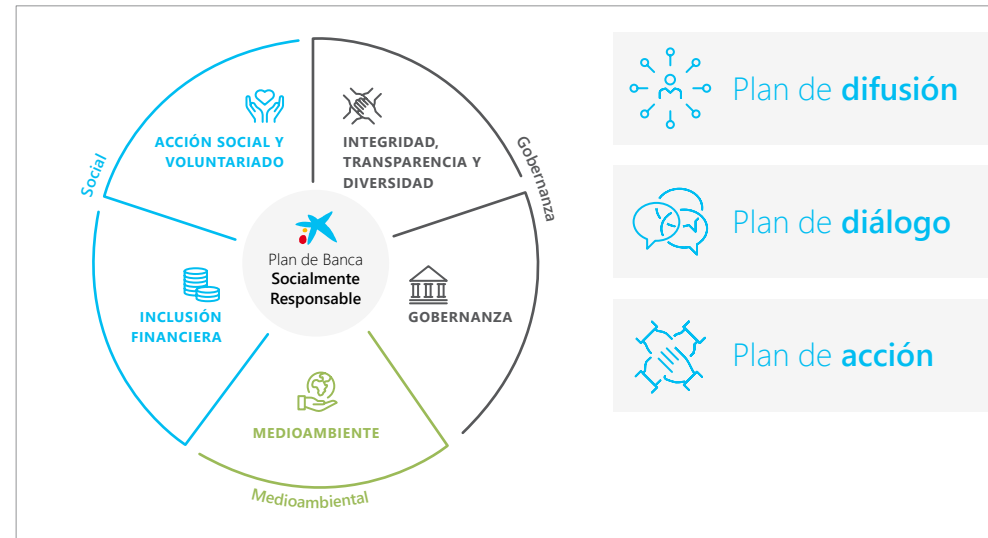 ACCIÓN SOCIAL Y
VOLUNTARIADO
INTEGRIDAD,
TRANSPARENCIA Y
DIVERSIDAD
Social
Gobernanza
Plan de Banca
Socialmente
Responsable
INCLUSIÓN
FINANCIERA
GOBERNANZA
MEDIOAMBIENTE
Medioambiental
Plan de difusión
Plan de diálogo
Plan de acción